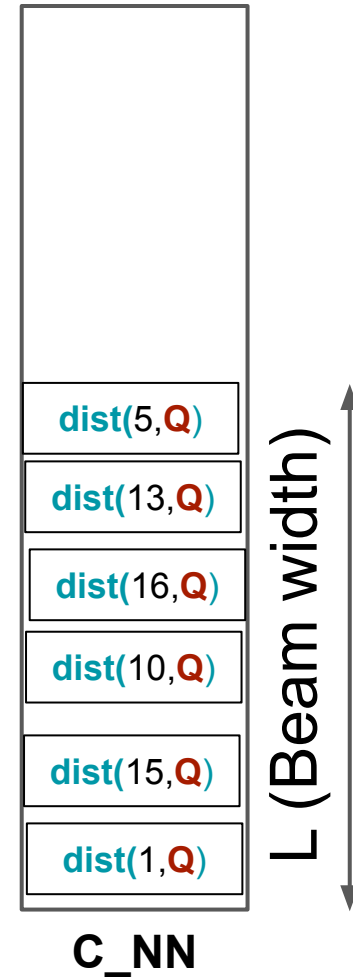 dist(5,Q)
dist(13,Q)
dist(16,Q)
dist(10,Q)
dist(15,Q)
dist(1,Q)
L (Beam width)
C_NN